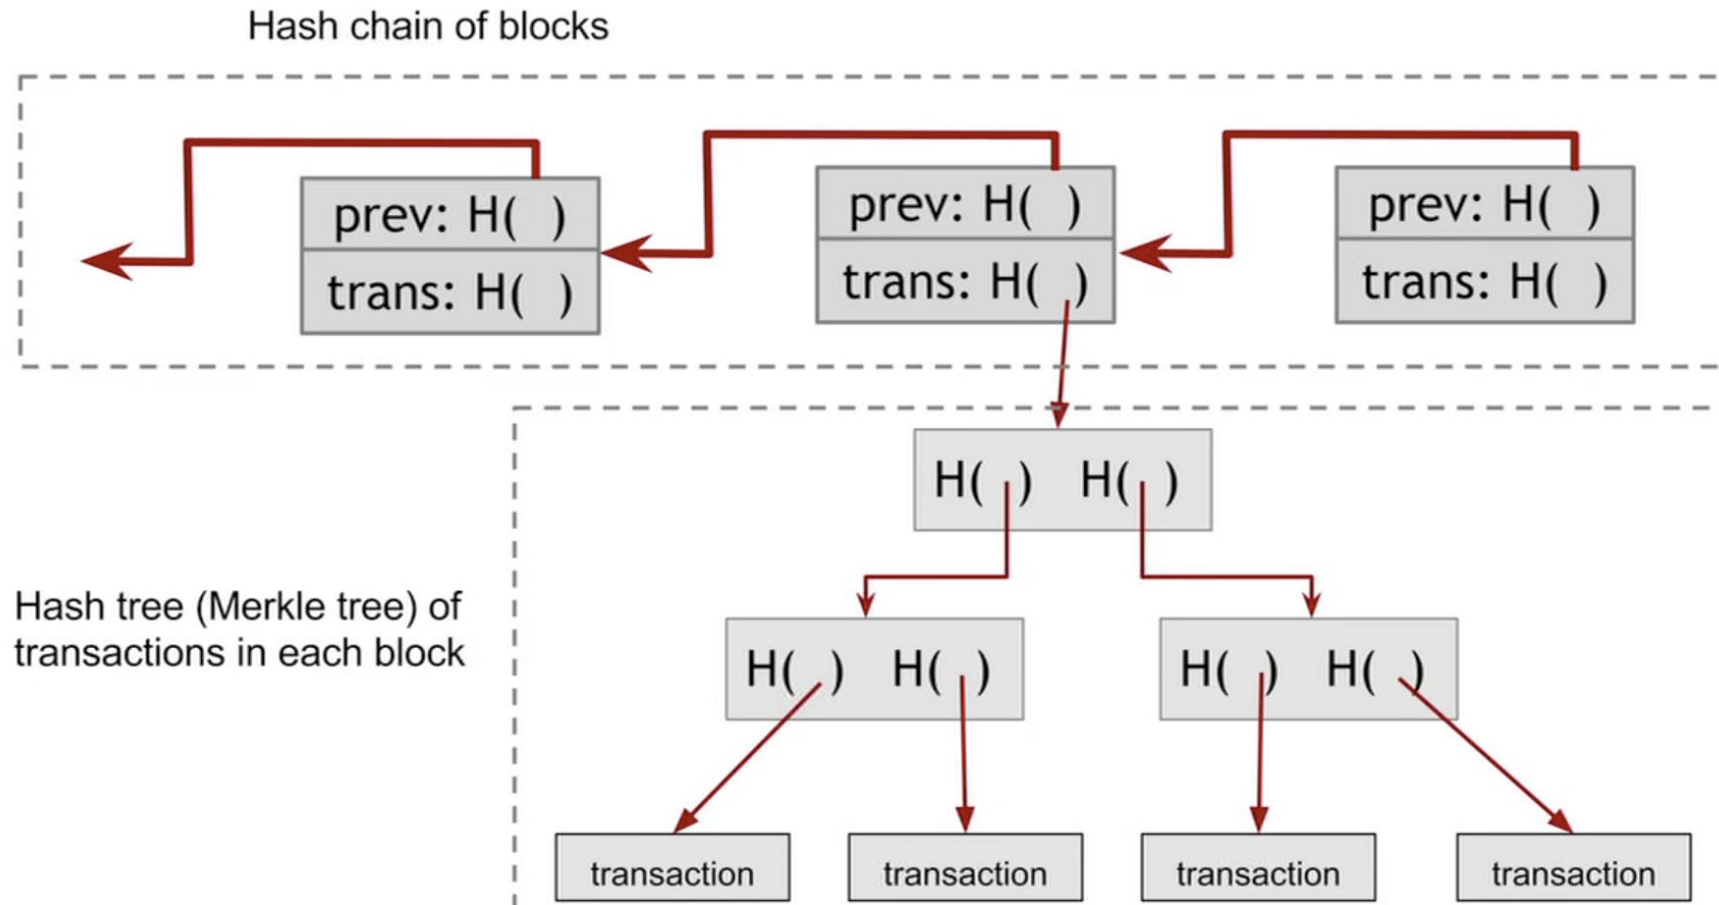 Hash chain of blocks
prev: H( ) prev: H( ) prev: H( )
trans: H( ) trans: H( ) trans: H( )
H( ) H( )
Hash tree (Merkle tree) of
transactions in each block
H( ) H( ) H( ) H( )
transaction transaction transaction transaction